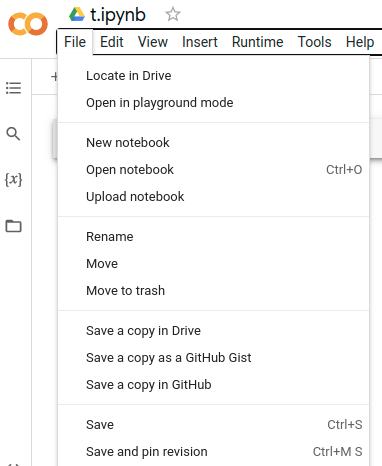 t.ipynb
File Edit View Insert Runtime Tools Help
Locate in Drive
Open in playground mode
New notebook
Open notebook Ctrl+O
Upload notebook
{x}
Rename
Move
Move to trash
Save a copy in Drive
Save a copy as a GitHub Gist
Save a copy in GitHub
Save Ctrl+S
Save and pin revision Ctrl+M S